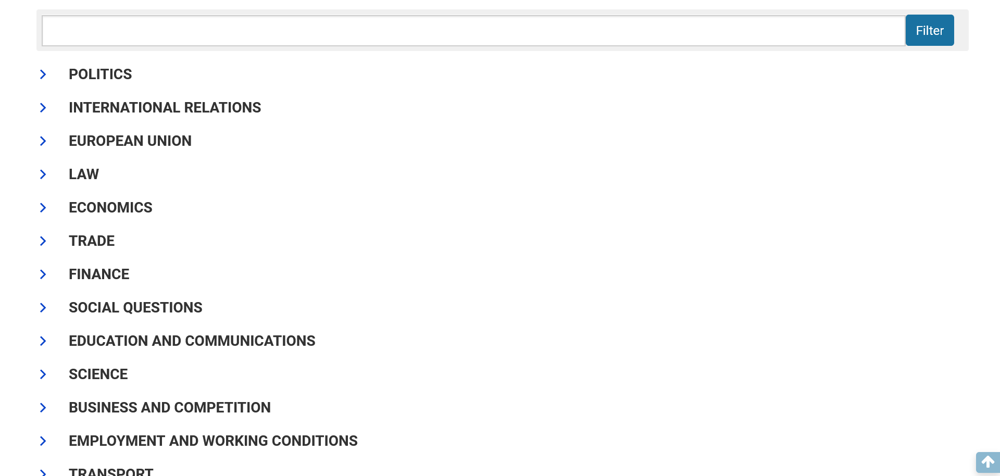 Filter
POLITICS
INTERNATIONAL RELATIONS
EUROPEAN UNION
LAW
ECONOMICS
TRADE
FINANCE
SOCIAL QUESTIONS
EDUCATION AND COMMUNICATIONS
SCIENCE
BUSINESS AND COMPETITION
EMPLOYMENT AND WORKING CONDITIONS
TRANSPORT